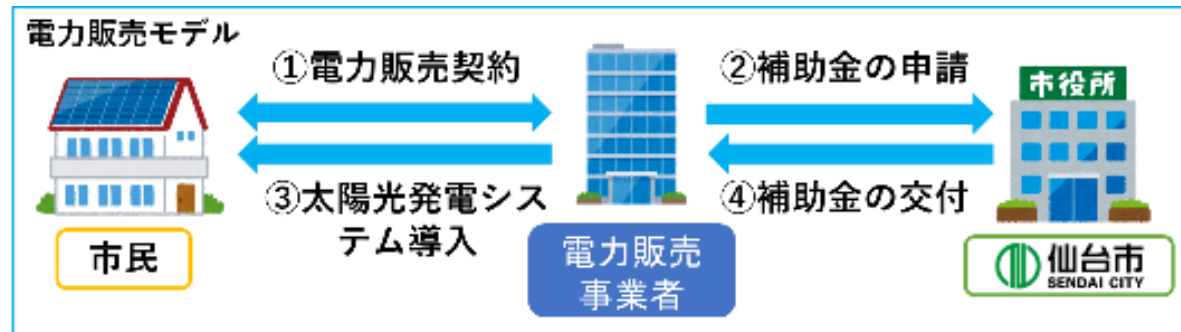 電力販売モデル
①電力販売契約
②補助金の申請
市役所
③太陽光発電シス
テム導入
④補助金の交付
市民
電力販売
事業者
仙台市
SENDAI CITY